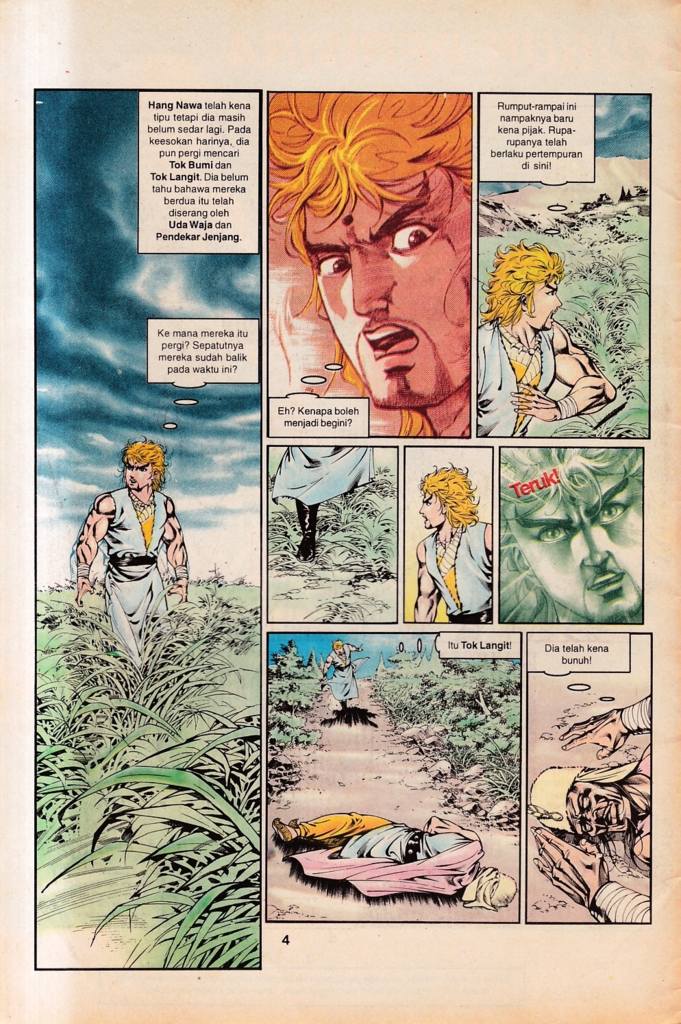 Hang Nawa telah kena
tipu tetapi dia masih
belum sedar lagi. Pada
keesokan harinya, dia
pun pergi mencari
Tok Bumi dan
Tok Langit. Dia belum
tahu bahawa mereka
berdua itu telah
diserang oleh
Uda Waja dan
Pendekar Jenjang.
Ke mana mereka itu
pergi? Sepatutnya
mereka sudah balik
pada waktu ini?
Eh? Kenapa boleh
menjadi begini?
Rumput-rampai ini
nampaknya baru
kena pijak. Rupa-
rupanya telah
berlaku pertempuran
di sini!
Teruk!
Itu Tok Langit!
Dia telah kena
bunuh!
4